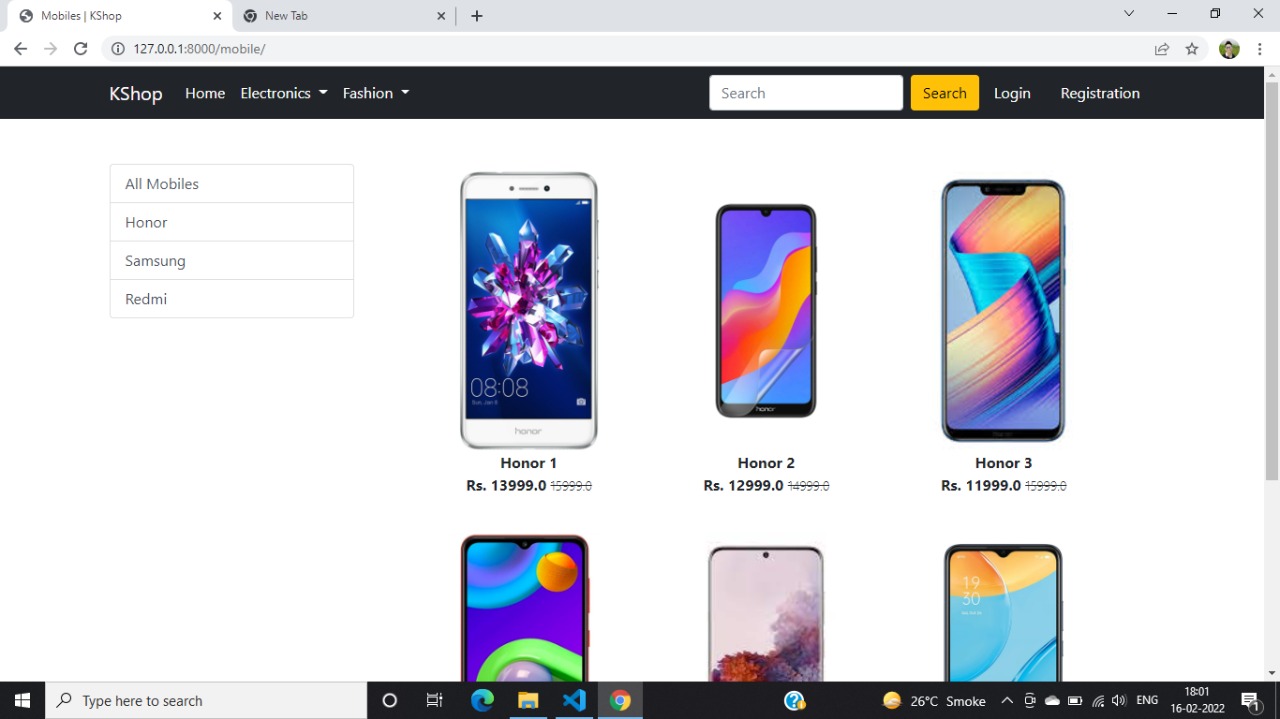 Mobiles | KShop
New Tab
127.0.0.1:8000/mobile/
KShop Home Electronics Fashion Search Search Login Registration
All Mobiles
Honor
Samsung
Redmi
08:08
honor
honor
Honor 1
Rs. 13999.0 15999.0
Honor 2
Rs. 12999.0 14999.0
Honor 3
Rs. 11999.0 15999.0
19
30
Type here to search
26°C Smoke
ENG
18:01
16-02-2022
1